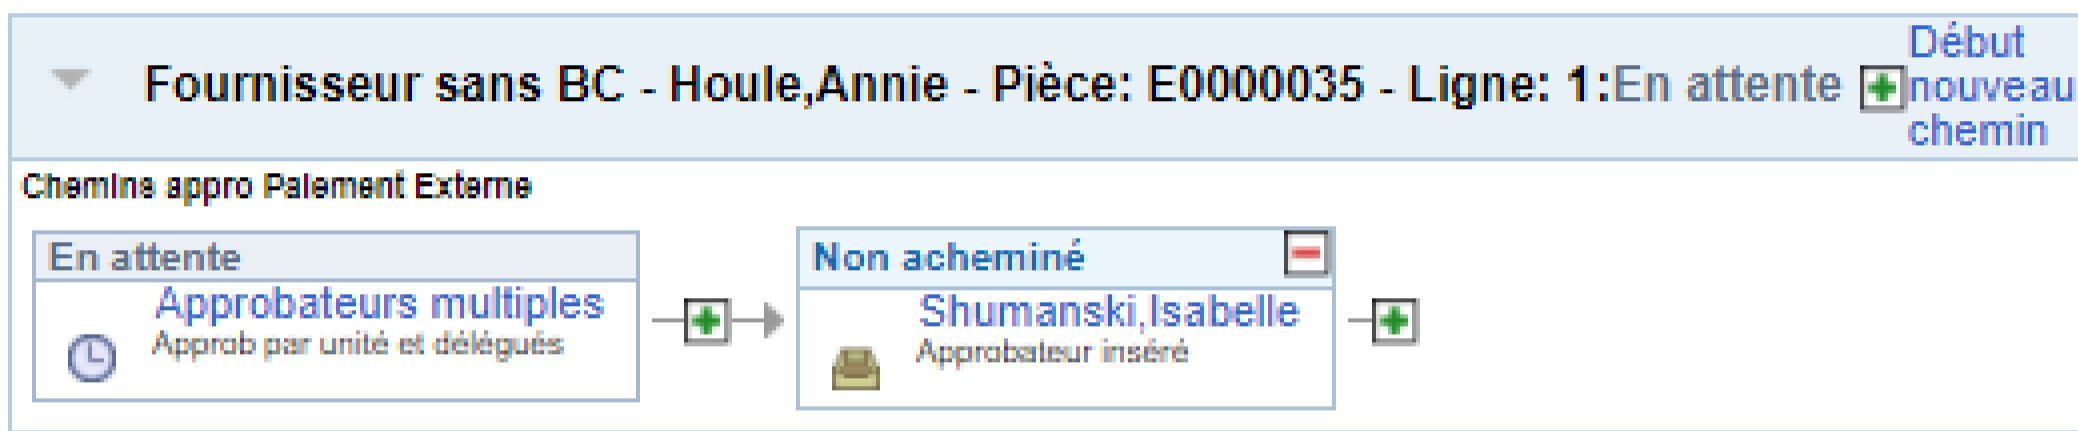 Fournisseur sans BC - Houle,Annie - Pièce: E0000035 - Ligne: 1:En attente
Début
nouveau
chemin
Chemins appro Paiement Externe
En attente
Approbateurs multiples
Approb par unité et délégués
Non acheminé
Shumanski,Isabelle
Approbateur inséré